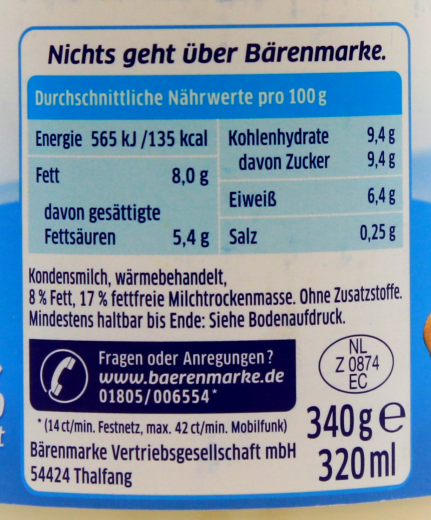 Nichts geht über Bärenmarke.
Durchschnittliche Nährwerte pro 100 g
Energie 565 kJ /135 kcal
Fett 8,0 g
davon gesättigte
Fettsäuren 5,4 g
Kohlenhydrate 9,4 g
davon Zucker 9,4 g
Eiweiß 6,4 g
Salz 0,25 g
Kondensmilch, wärmebehandelt,
8 % Fett, 17 % fettfreie Milchtrockenmasse. Ohne Zusatzstoffe.
Mindestens haltbar bis Ende: Siehe Bodenaufdruck.
Fragen oder Anregungen?
www.baerenmarke.de
01805/006554*
* (14 ct/min. Festnetz, max. 42 ct/min. Mobilfunk)
Bärenmarke Vertriebsgesellschaft mbH
54424 Thalfang
NL
Z 0874
EC
340 g e
320 ml